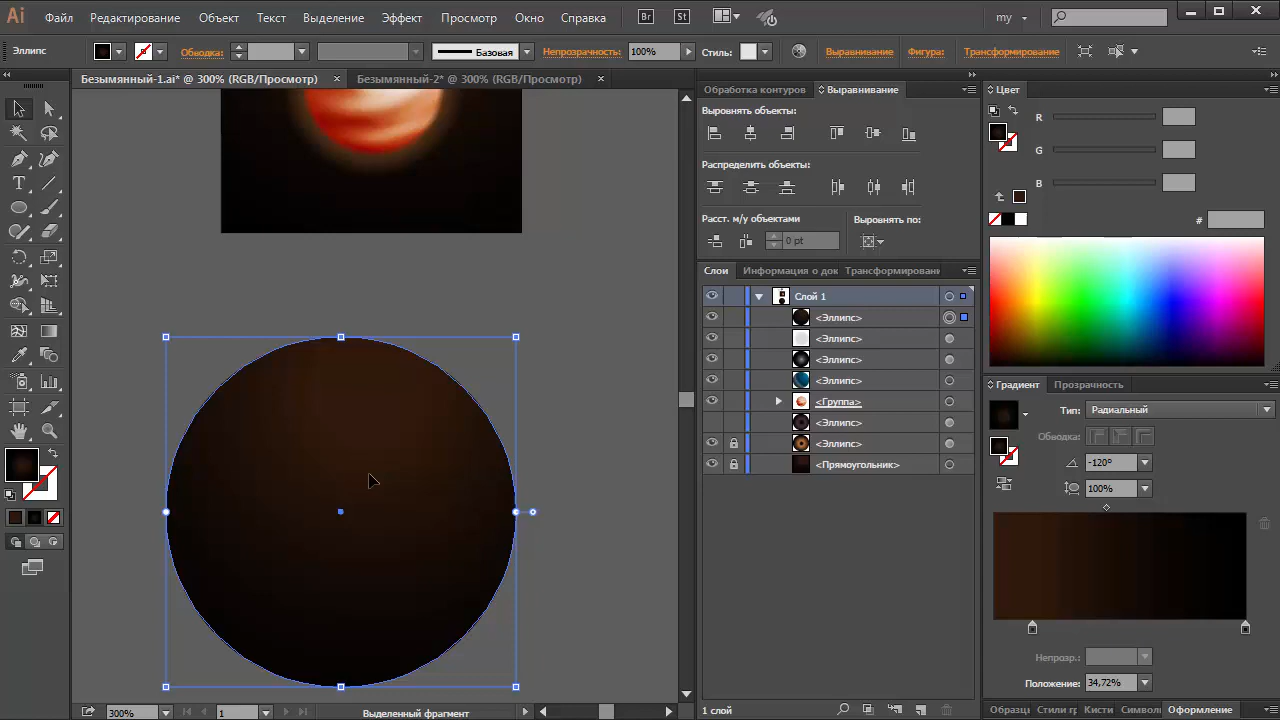 Ai Файл Редактирование Объект Текст Выделение Эффект Просмотр Окно Справка Br St my
Эллипс Обводка: Базовая Непрозрачность: 100% Стиль: Выравнивание Фигура: Трансформирование
Безымянный-1.ai* @ 300% (RGB/Просмотр) × Безымянный-2* @ 300% (RGB/Просмотр) ×
Обработка контуров Выравнивание
Выровнять объекты:
Распределить объекты:
Расст. м/у объектами Выровнять по:
0 pt
Слои Информация о док Трансформировани
Слой 1
<Эллипс>
<Эллипс>
<Эллипс>
<Эллипс>
<Группа>
<Эллипс>
<Эллипс>
<Прямоугольник>
1 слой
Цвет
R
G
B
#
Градиент Прозрачность
Тип: Радиальный
Обводка:
-120°
100%
Непрозр.:
Положение: 34,72%
Образц Стили гр Кисти Символ Оформление
300% 1 Выделенный фрагмент